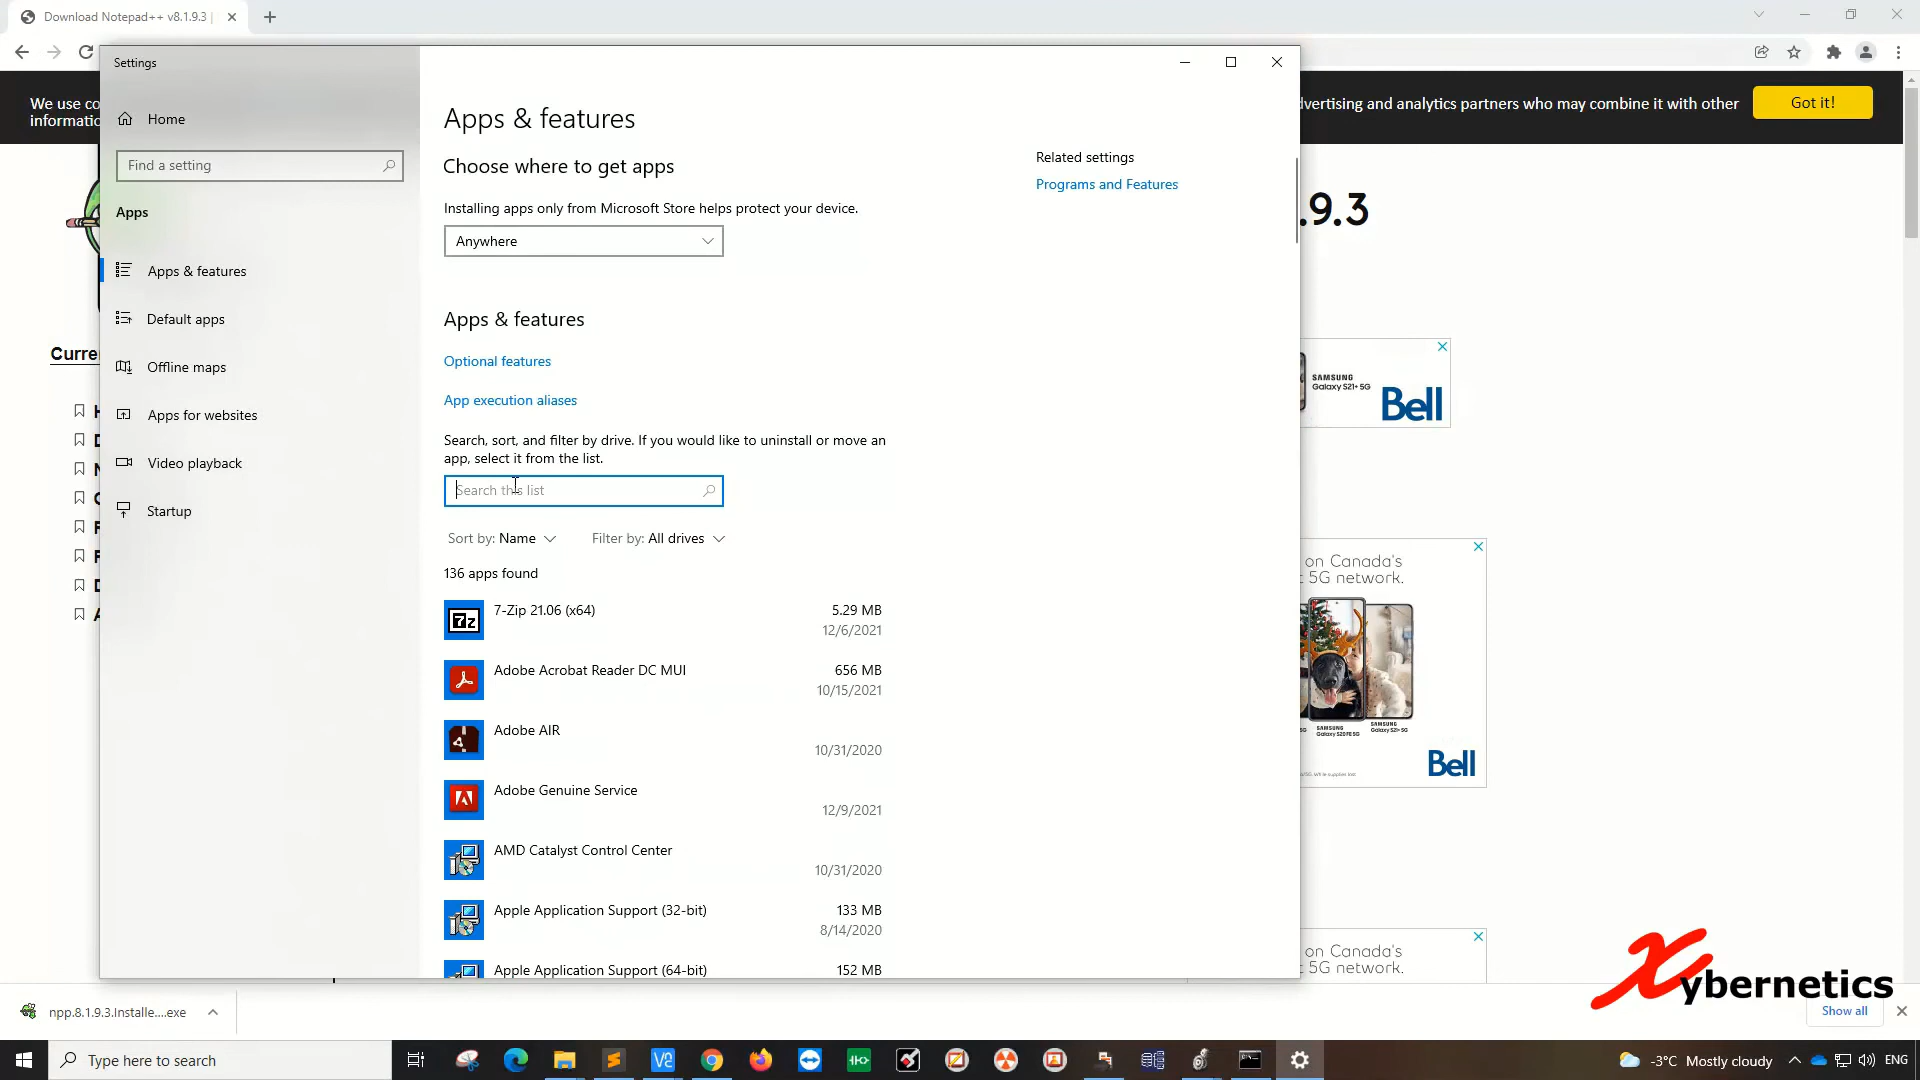 Download Notepad++ v8.1.9.3 |
We use co
informatio
dvertising and analytics partners who may combine it with other
Got it!
.9.3
Curre
Settings
Home
Find a setting
Apps
Apps & features
Default apps
Offline maps
Apps for websites
Video playback
Startup
Apps & features
Choose where to get apps
Installing apps only from Microsoft Store helps protect your device.
Anywhere
Related settings
Programs and Features
Apps & features
Optional features
App execution aliases
Search, sort, and filter by drive. If you would like to uninstall or move an
app, select it from the list.
Search this list
Sort by: Name
Filter by: All drives
136 apps found
7-Zip 21.06 (x64)
5.29 MB
12/6/2021
Adobe Acrobat Reader DC MUI
656 MB
10/15/2021
Adobe AIR
10/31/2020
Adobe Genuine Service
12/9/2021
AMD Catalyst Control Center
10/31/2020
Apple Application Support (32-bit)
133 MB
8/14/2020
Apple Application Support (64-bit)
152 MB
SAMSUNG
Galaxy S21+ 5G
Bell
on Canada's
5G network.
SAMSUNG
Galaxy S20 FE 5G
SAMSUNG
Galaxy S21+ 5G
Bell
on Canada's
5G network.
Xybernetics
npp.8.1.9.3.Installe....exe
Show all
Type here to search
-3°C Mostly cloudy
ENG